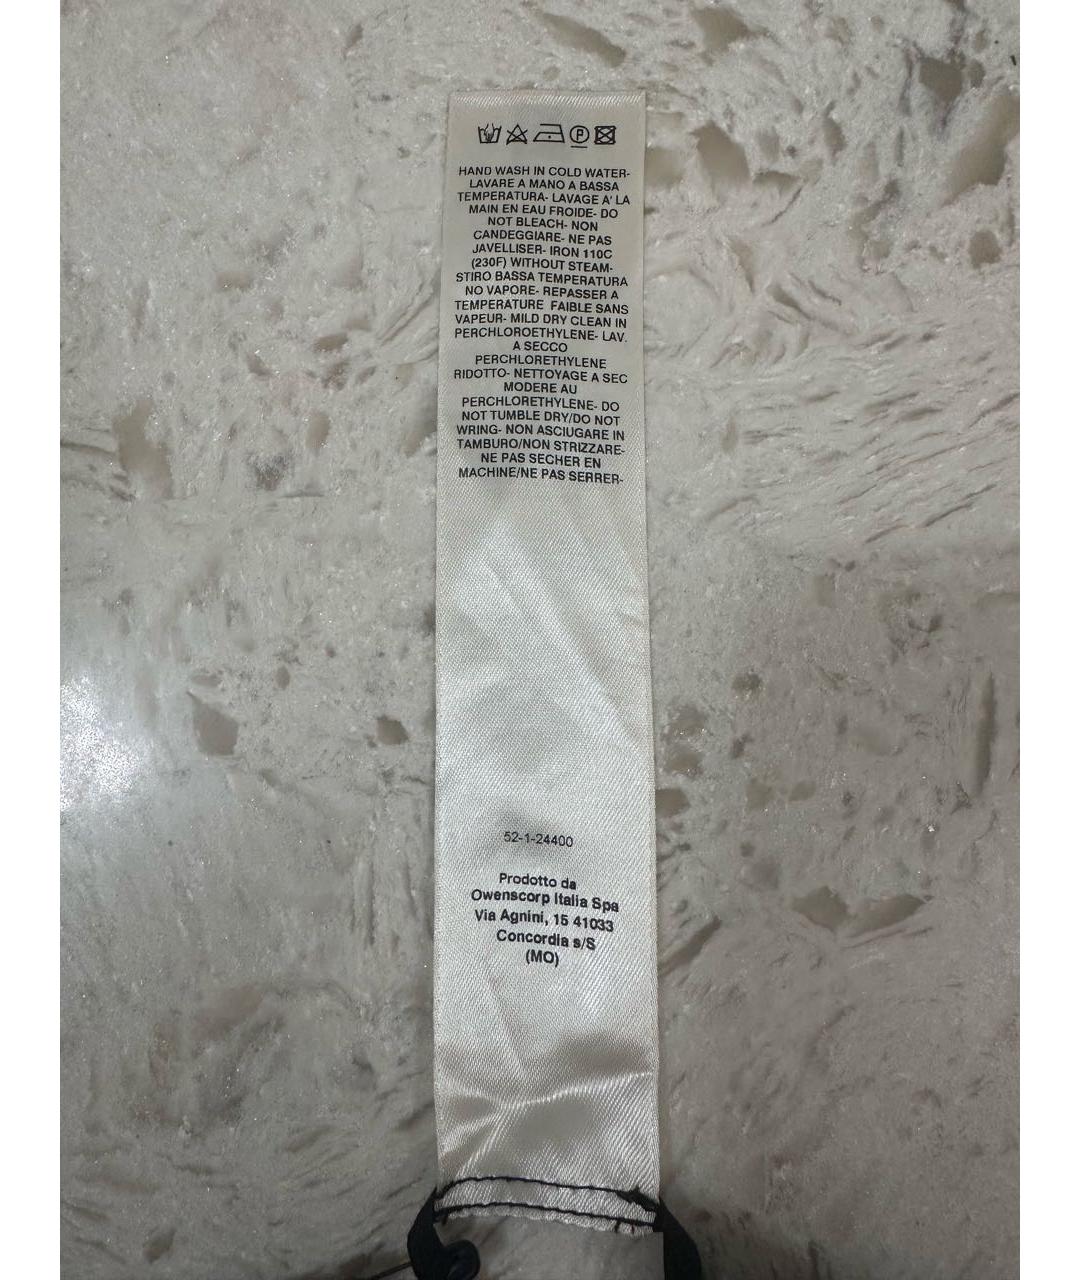 HAND WASH IN COLD WATER-
LAVARE A MANO A BASSA
TEMPERATURA- LAVAGE A' LA
MAIN EN EAU FROIDE- DO
NOT BLEACH- NON
CANDEGGIARE- NE PAS
JAVELLISER- IRON 110C
(230F) WITHOUT STEAM-
STIRO BASSA TEMPERATURA
NO VAPORE- REPASSER A
TEMPERATURE FAIBLE SANS
VAPEUR- MILD DRY CLEAN IN
PERCHLOROETHYLENE- LAV.
A SECCO
PERCHLORETHYLENE
RIDOTTO- NETTOYAGE A SEC
MODERE AU
PERCHLORETHYLENE- DO
NOT TUMBLE DRY/DO NOT
WRING- NON ASCIUGARE IN
TAMBURO/NON STRIZZARE-
NE PAS SECHER EN
MACHINE/NE PAS SERRER-
52-1-24400
Prodotto da
Owenscorp Italia Spa
Via Agnini, 15 41033
Concordia s/S
(MO)